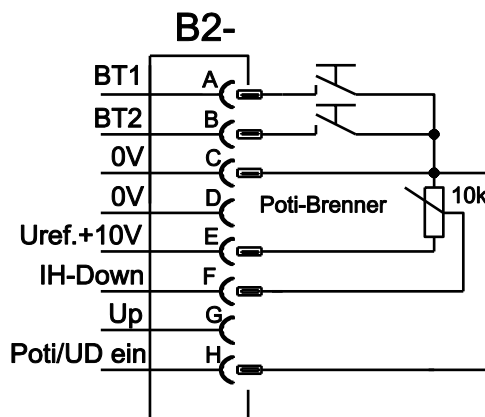 B2-
BT1 A
BT2 B
0V C
0V D Poti-Brenner 10k
Uref.+10V E
IH-Down F
Up G
Poti/UD ein H